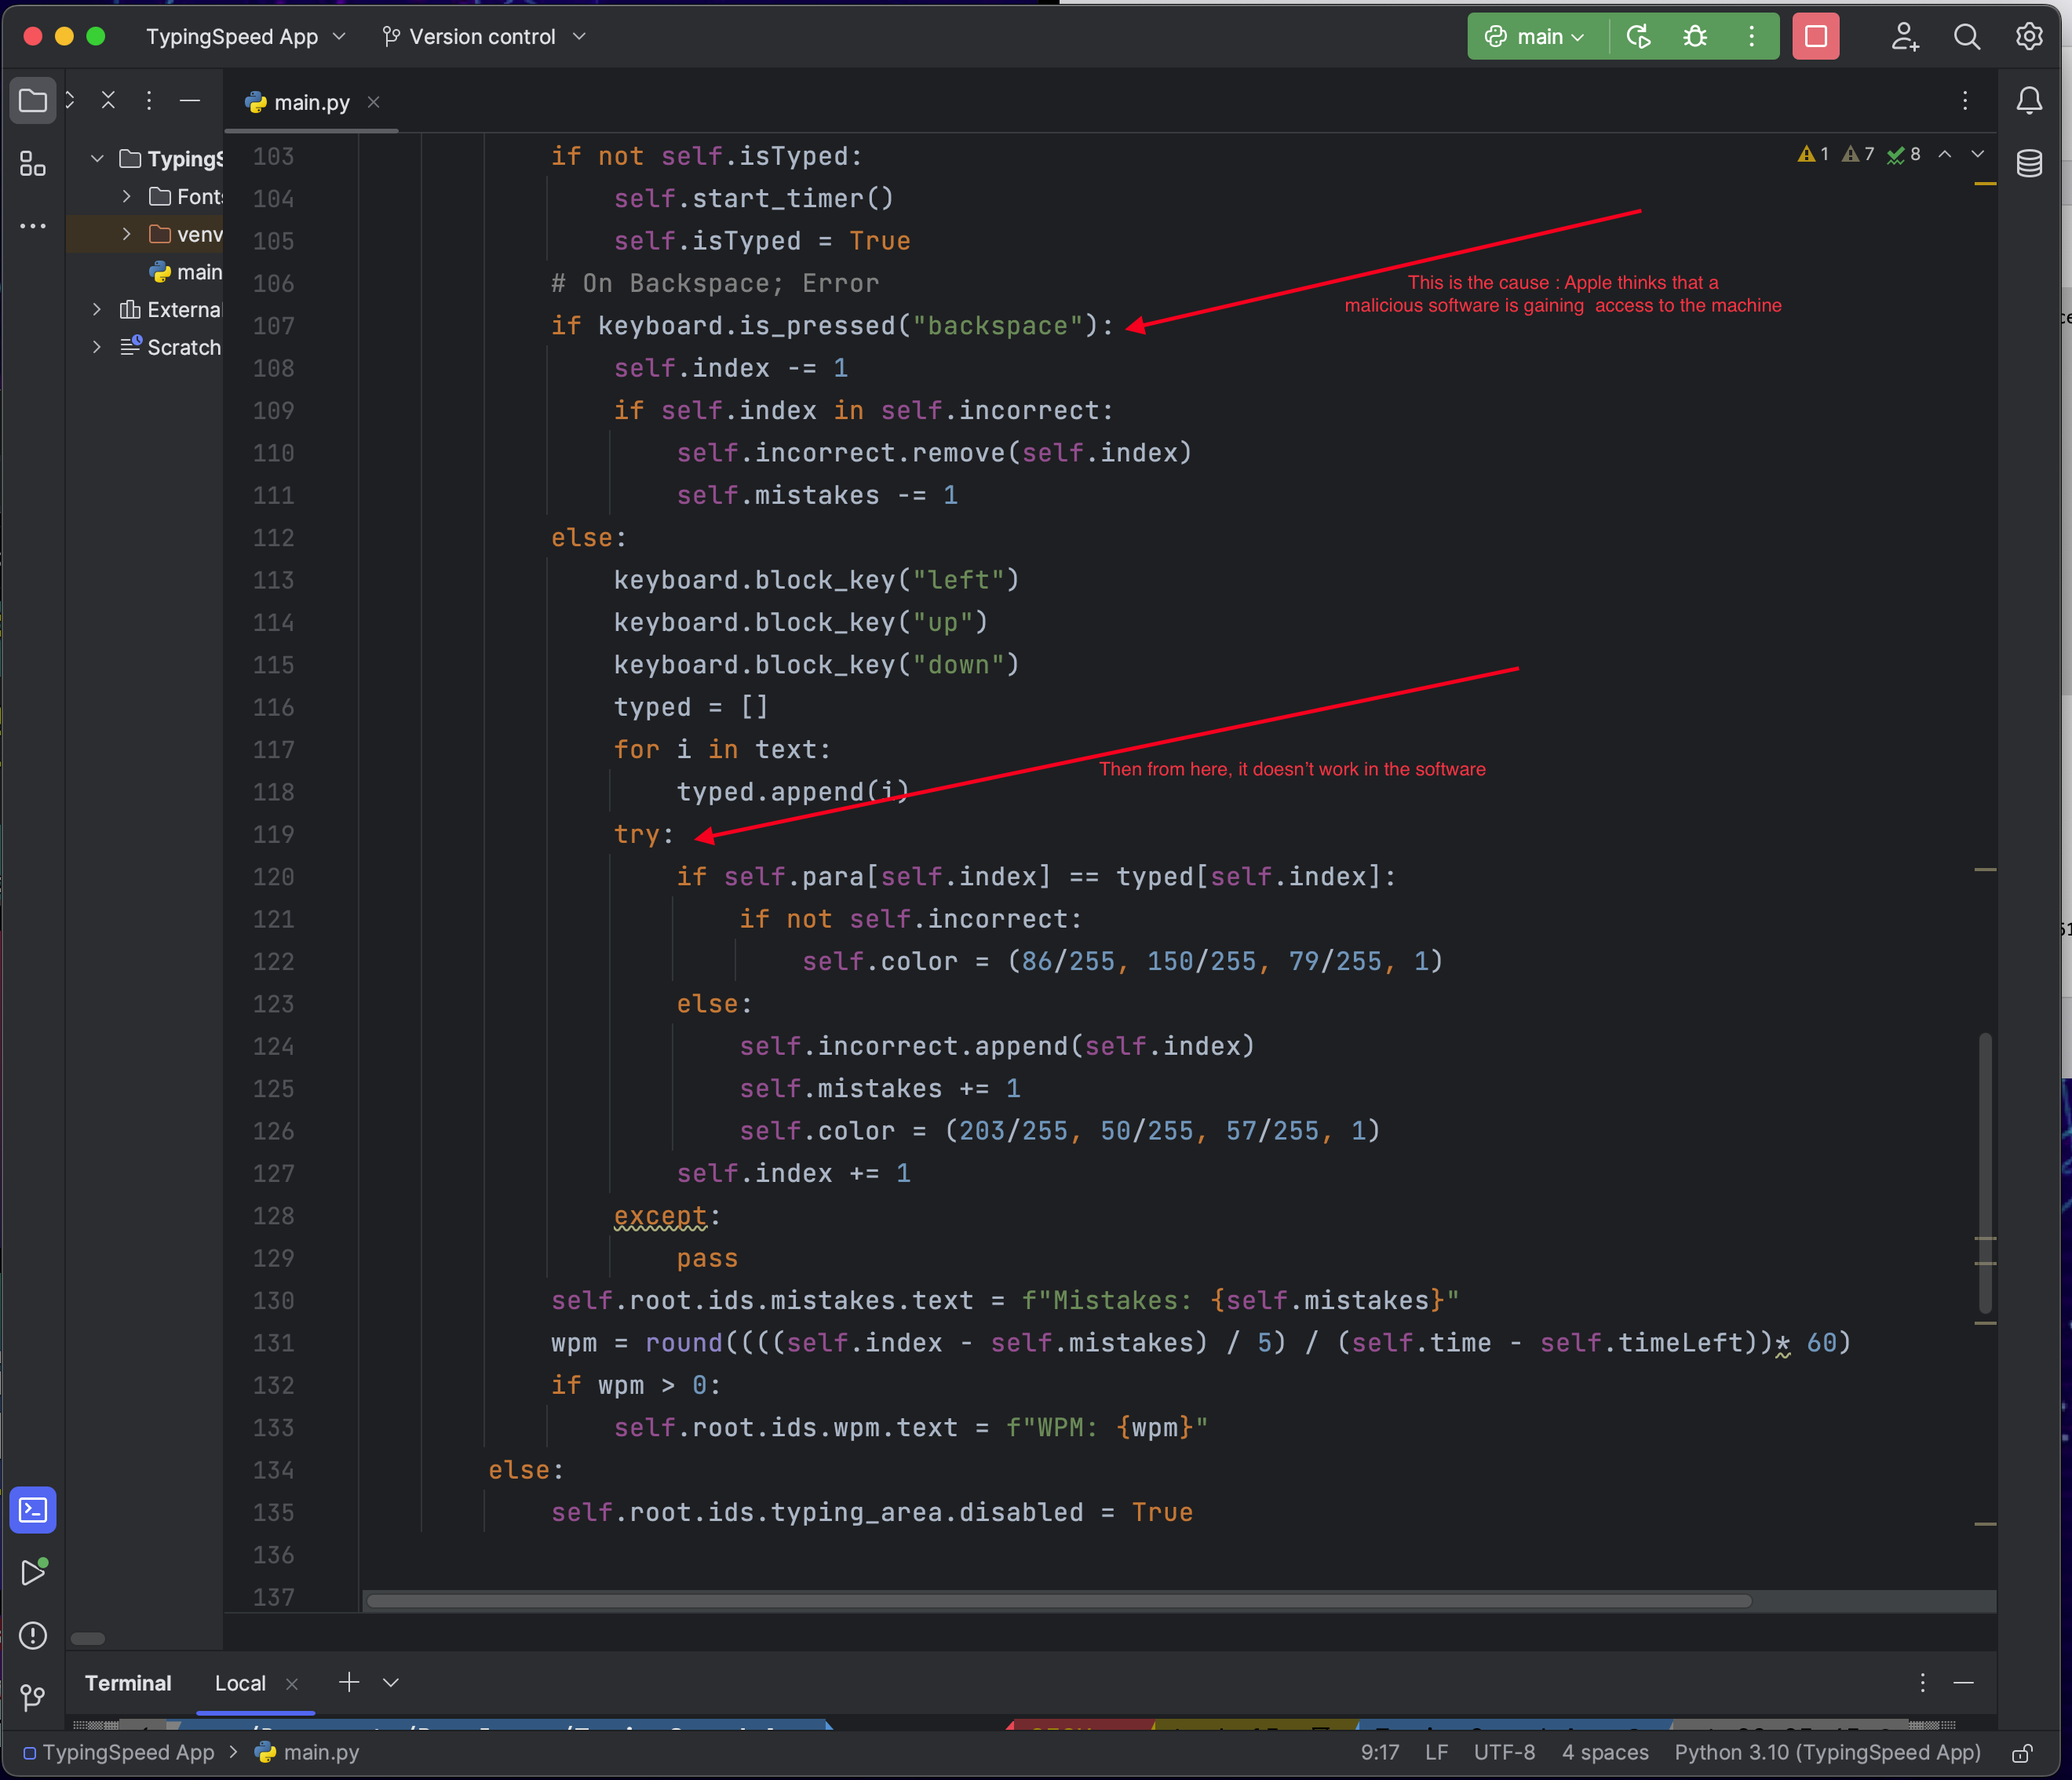 TypingSpeed App
Version control
main
main.py
103 if not self.isTyped:
1 7 8
104 self.start_timer()
105 self.isTyped = True
106 # On Backspace; Error
107 if keyboard.is_pressed("backspace"):
108 self.index -= 1
109 if self.index in self.incorrect:
110 self.incorrect.remove(self.index)
111 self.mistakes -= 1
112 else:
113 keyboard.block_key("left")
114 keyboard.block_key("up")
115 keyboard.block_key("down")
116 typed = []
117 for i in text:
118 typed.append(i)
119 try:
120 if self.para[self.index] == typed[self.index]:
121 if not self.incorrect:
122 self.color = (86/255, 150/255, 79/255, 1)
123 else:
124 self.incorrect.append(self.index)
125 self.mistakes += 1
126 self.color = (203/255, 50/255, 57/255, 1)
127 self.index += 1
128 except:
129 pass
130 self.root.ids.mistakes.text = f"Mistakes: {self.mistakes}"
131 wpm = round((((self.index - self.mistakes) / 5) / (self.time - self.timeLeft))* 60)
132 if wpm > 0:
133 self.root.ids.wpm.text = f"WPM: {wpm}"
134 else:
135 self.root.ids.typing_area.disabled = True
136
137
This is the cause : Apple thinks that a
malicious software is gaining access to the machine
Then from here, it doesn't work in the software
TypingS
Fonts
venv
main
External
Scratch
Terminal
Local
TypingSpeed App > main.py
9:17 LF UTF-8 4 spaces Python 3.10 (TypingSpeed App)